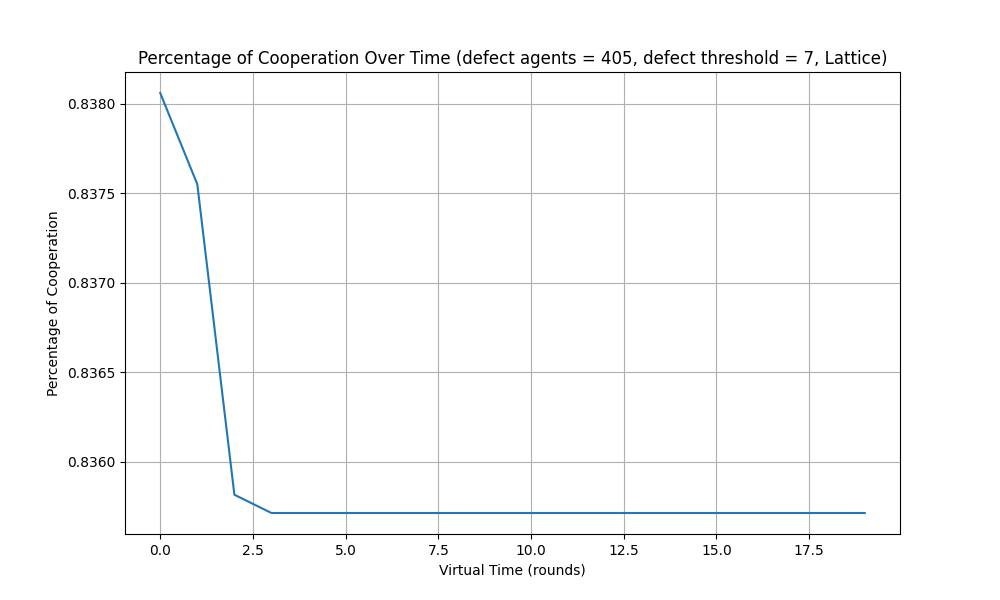 Percentage of Cooperation Over Time (defect agents = 405, defect threshold = 7, Lattice)
0.8380
0.8375
0.8370
0.8365
0.8360
Percentage of Cooperation
0.0 2.5 5.0 7.5 10.0 12.5 15.0 17.5
Virtual Time (rounds)